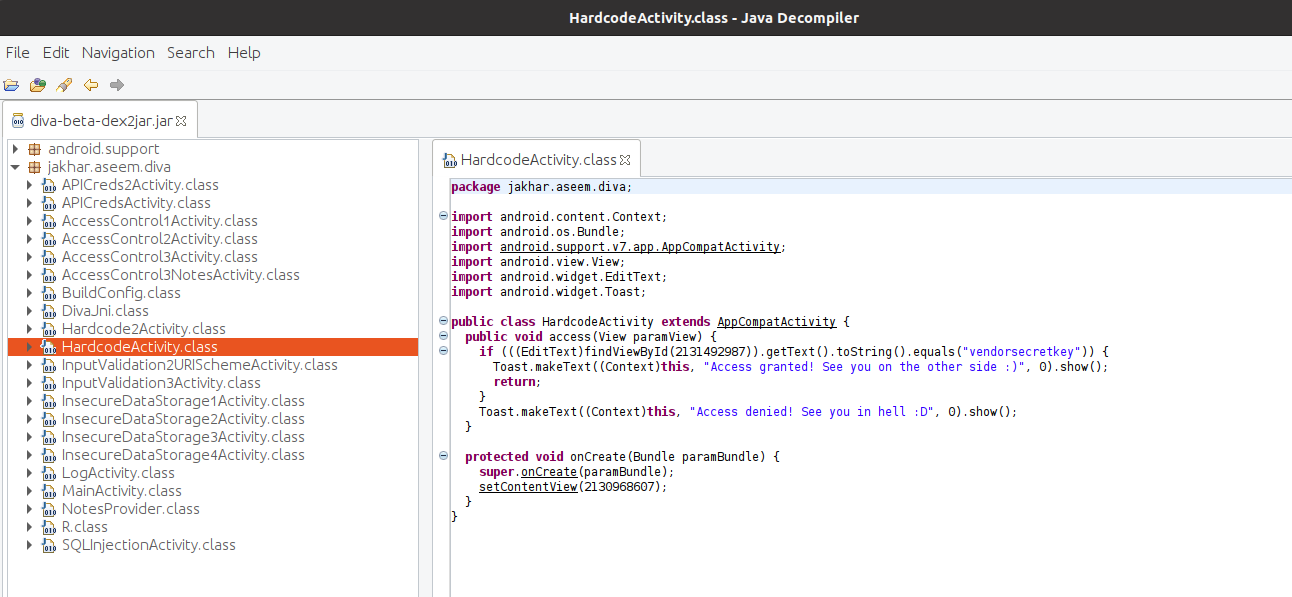 HardcodeActivity.class - Java Decompiler
File Edit Navigation Search Help
diva-beta-dex2jar.jar
android.support
jakhar.aseem.diva
APICreds2Activity.class
APICredsActivity.class
AccessControl1Activity.class
AccessControl2Activity.class
AccessControl3Activity.class
AccessControl3NotesActivity.class
BuildConfig.class
DivaJni.class
Hardcode2Activity.class
HardcodeActivity.class
InputValidation2URISchemeActivity.class
InputValidation3Activity.class
InsecureDataStorage1Activity.class
InsecureDataStorage2Activity.class
InsecureDataStorage3Activity.class
InsecureDataStorage4Activity.class
LogActivity.class
MainActivity.class
NotesProvider.class
R.class
SQLInjectionActivity.class
HardcodeActivity.class
package jakhar.aseem.diva;
import android.content.Context;
import android.os.Bundle;
import android.support.v7.app.AppCompatActivity;
import android.view.View;
import android.widget.EditText;
import android.widget.Toast;
public class HardcodeActivity extends AppCompatActivity {
public void access(View paramView) {
if (((EditText)findViewById(2131492987)).getText().toString().equals("vendorsecretkey")) {
Toast.makeText((Context)this, "Access granted! See you on the other side :)", 0).show();
return;
}
Toast.makeText((Context)this, "Access denied! See you in hell :D", 0).show();
}
protected void onCreate(Bundle paramBundle) {
super.onCreate(paramBundle);
setContentView(2130968607);
}
}